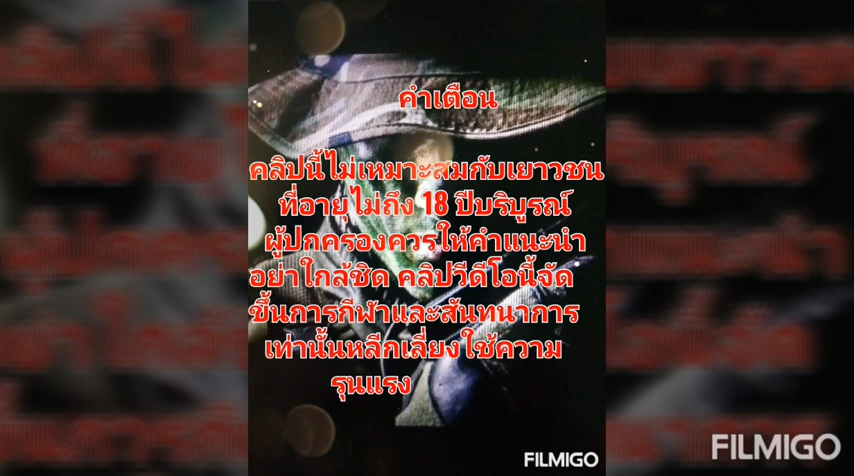 คำเตือน
คลิปนี้ไม่เหมาะสมกับเยาวชน
ที่อายุไม่ถึง 18 ปีบริบูรณ์
ผู้ปกครองควรให้คำแนะนำ
อย่าใกล้ชิด คลิปวีดีโอนี้จัด
ขึ้นการกีฬาและสันทนาการ
เท่านั้นหลีกเลี่ยงใช้ความ
รุนแรง
FILMIGO
FILMIGO